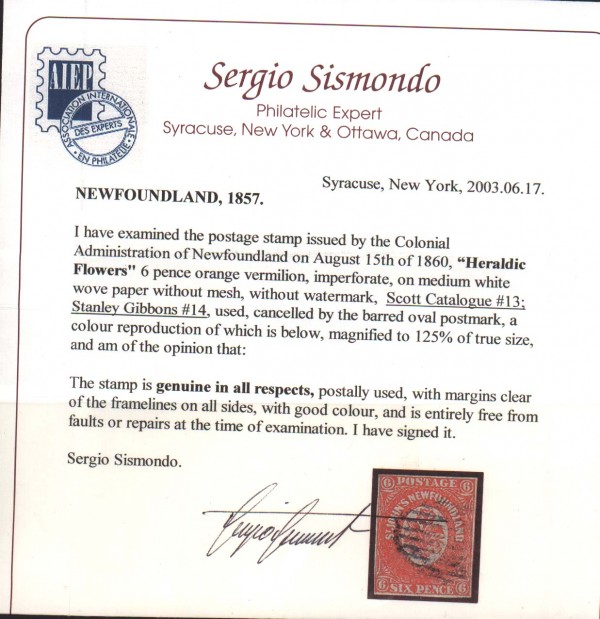 AIEP
ASSOCIATION INTERNATIONALE
DES EXPERTS
EN PHILATELIE
Sergio Sismondo
Philatelic Expert
Syracuse, New York & Ottawa, Canada
Syracuse, New York, 2003.06.17.
NEWFOUNDLAND, 1857.
I have examined the postage stamp issued by the Colonial
Administration of Newfoundland on August 15th of 1860, “Heraldic
Flowers" 6 pence orange vermilion, imperforate, on medium white
wove paper without mesh, without watermark, Scott Catalogue #13;
Stanley Gibbons #14, used, cancelled by the barred oval postmark, a
colour reproduction of which is below, magnified to 125% of true size,
and am of the opinion that:
The stamp is genuine in all respects, postally used, with margins clear
of the framelines on all sides, with good colour, and is entirely free from
faults or repairs at the time of examination. I have signed it.
Sergio Sismondo.
6 POSTAGE 6
ST. JOHN'S NEWFOUNDLAND
6 SIX PENCE 6